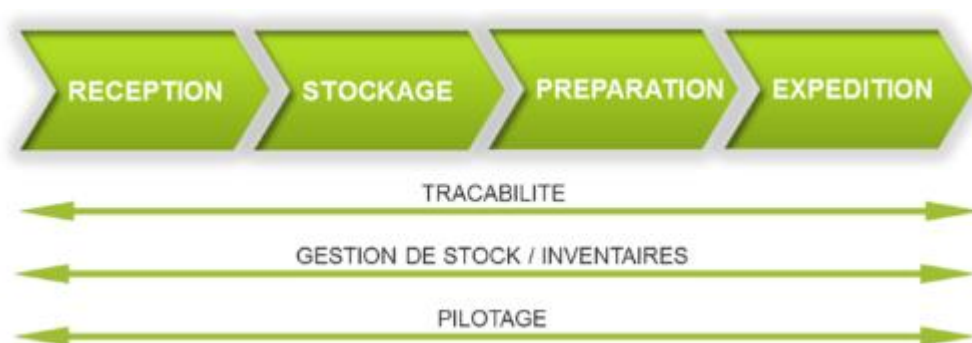 RECEPTION
STOCKAGE
PREPARATION
EXPEDITION
TRACABILITE
GESTION DE STOCK / INVENTAIRES
PILOTAGE